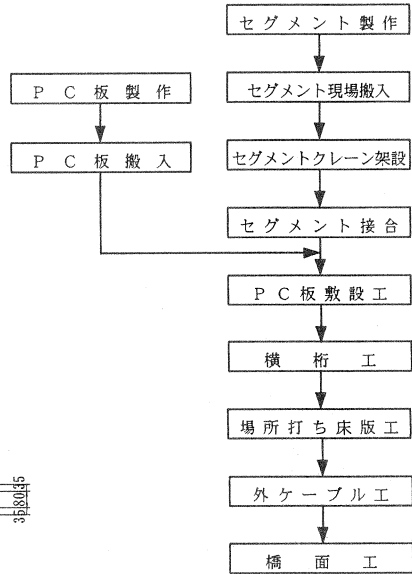 セグメント製作
セグメント現場搬入
PC板製作
セグメントクレーン架設
PC板搬入
セグメント接合
PC板敷設工
横桁工
場所打ち床版工
外ケーブル工
橋面工
35 80 35